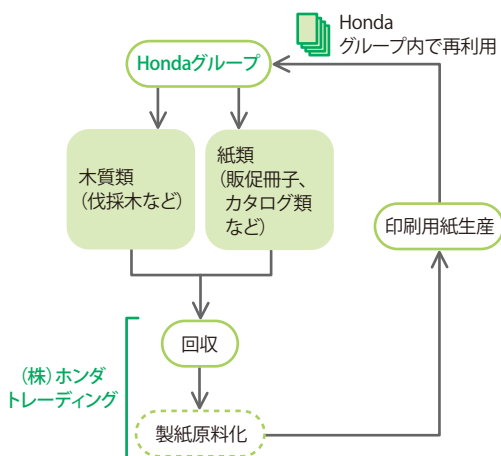 Honda
グループ内で再利用
Hondaグループ
木質類
（伐採木など）
紙類
（販促冊子、
カタログ類
など）
印刷用紙生産
回収
（株）ホンダ
トレーディング
製紙原料化